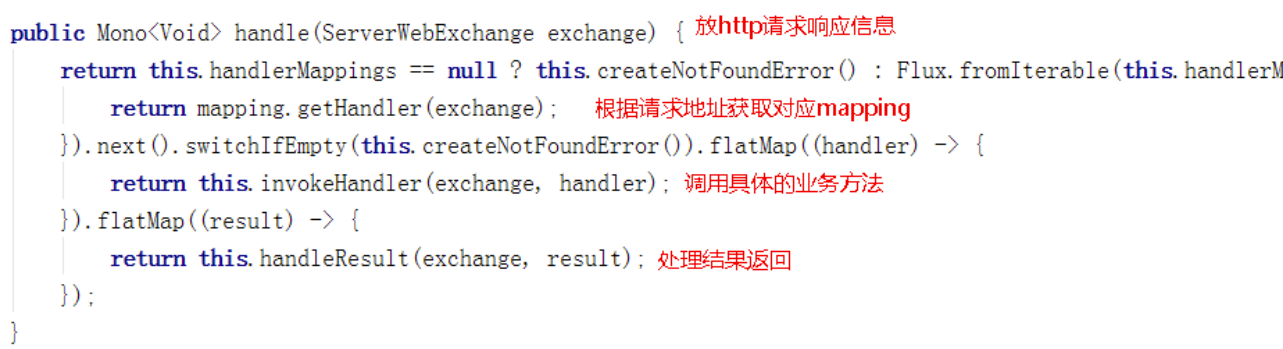 public Mono<Void> handle(ServerWebExchange exchange) { 放http请求响应信息
return this.handlerMappings == null ? this.createNotFoundError() : Flux.fromIterable(this.handlerM
return mapping.getHandler(exchange); 根据请求地址获取对应mapping
}).next().switchIfEmpty(this.createNotFoundError()).flatMap((handler) -> {
return this.invokeHandler(exchange, handler); 调用具体的业务方法
}).flatMap((result) -> {
return this.handleResult(exchange, result); 处理结果返回
});
}